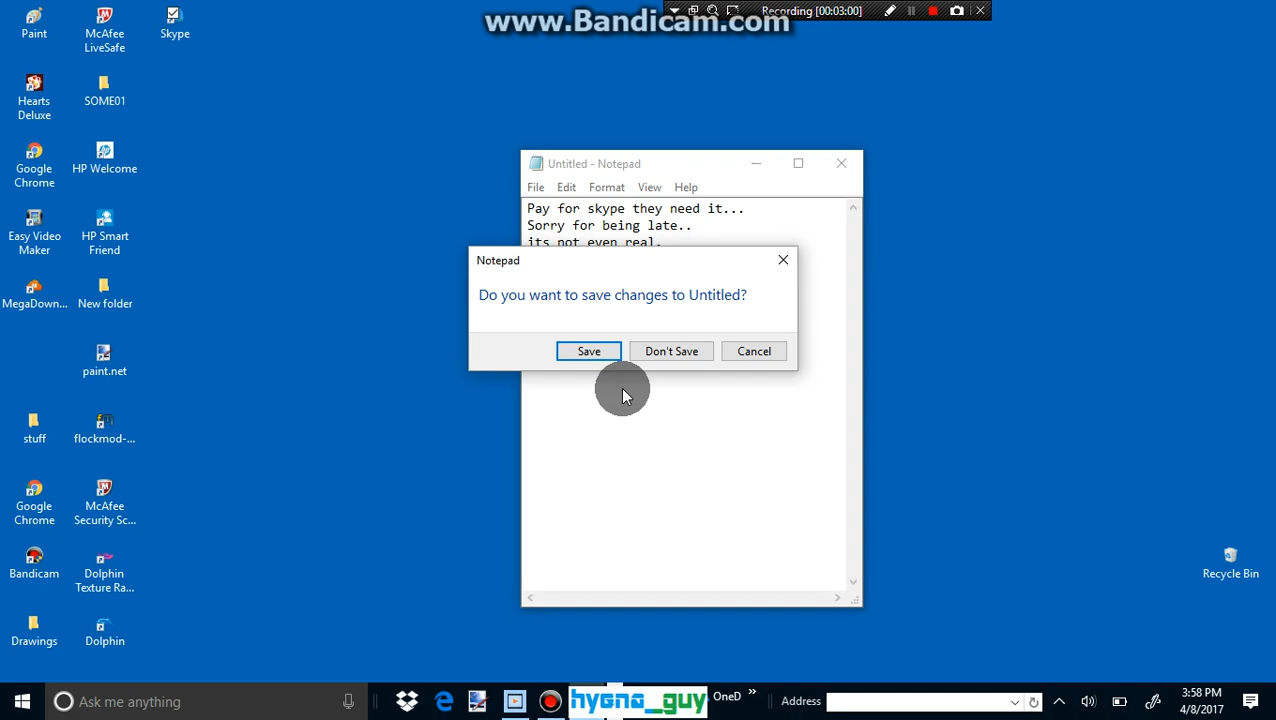 www.Bandicam.com
Recording [00:03:00]
Paint
McAfee
LiveSafe
Skype
Hearts
Deluxe
SOME01
Google
Chrome
HP Welcome
Easy Video
Maker
HP Smart
Friend
MegaDown...
New folder
paint.net
stuff
flockmod-...
Google
Chrome
McAfee
Security Sc...
Bandicam
Dolphin
Texture Ra...
Drawings
Dolphin
Untitled - Notepad
File Edit Format View Help
Pay for skype they need it...
Sorry for being late..
its not even real.
Notepad
Do you want to save changes to Untitled?
Save
Don't Save
Cancel
Recycle Bin
Ask me anything
hygna_guy
OneD
Address
3:58 PM
4/8/2017